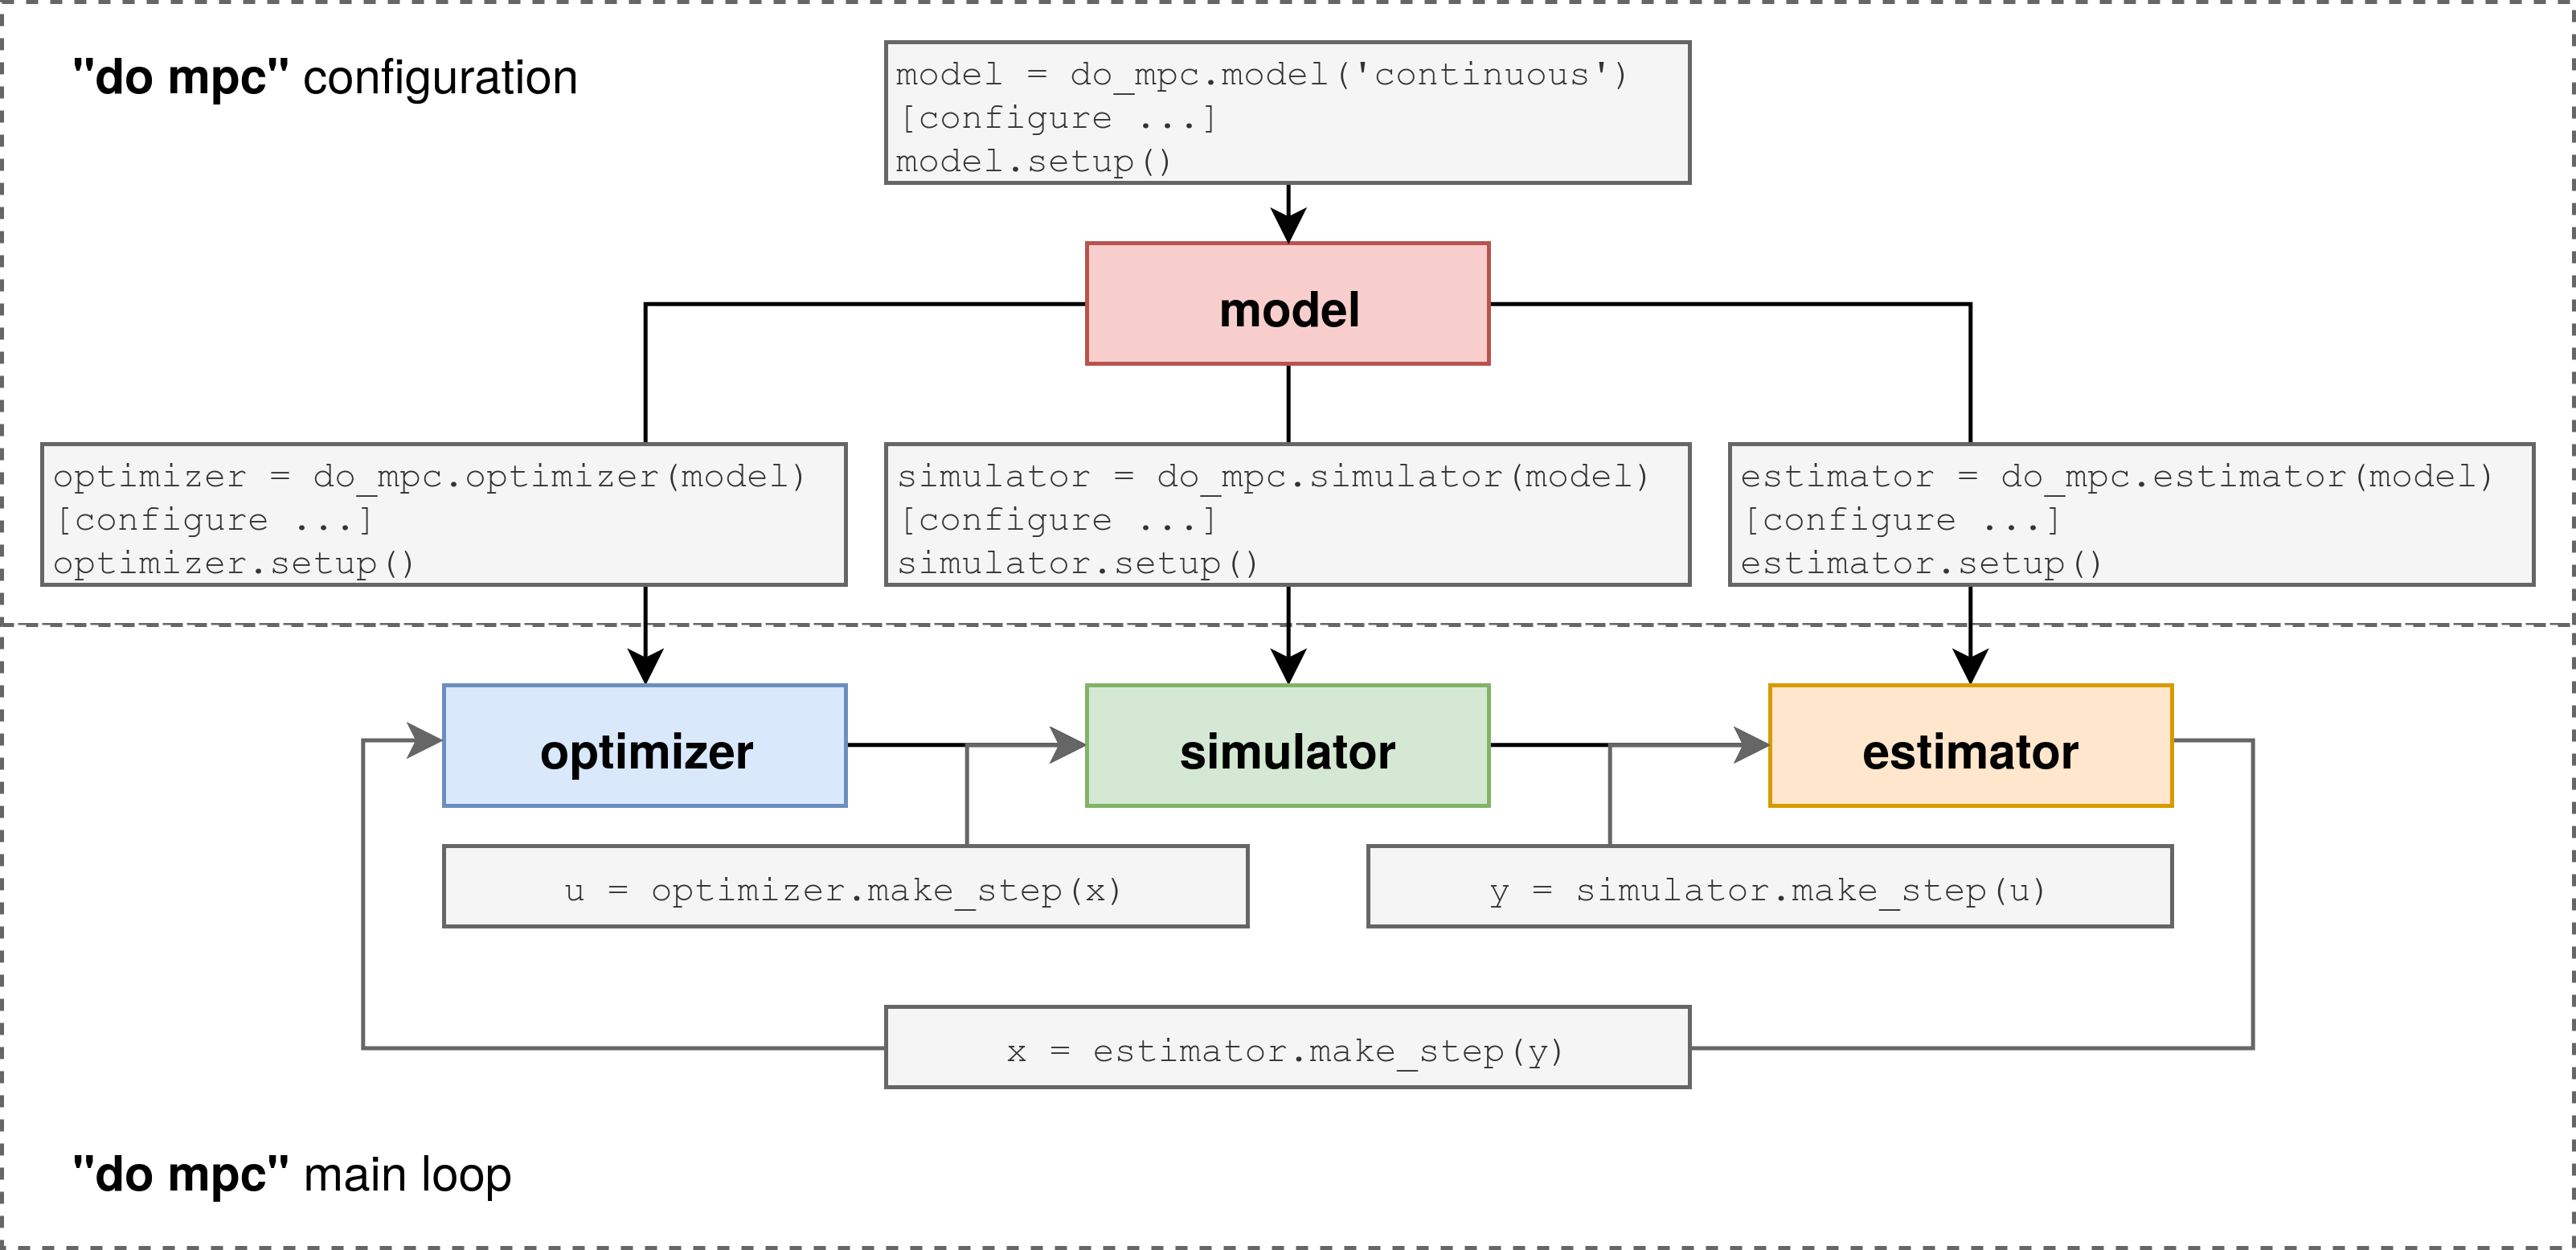 "do mpc" configuration
model = do_mpc.model('continuous')
[configure ...]
model.setup()
model
optimizer = do_mpc.optimizer(model)
[configure ...]
optimizer.setup()
simulator = do_mpc.simulator(model)
[configure ...]
simulator.setup()
estimator = do_mpc.estimator(model)
[configure ...]
estimator.setup()
optimizer
simulator
estimator
u = optimizer.make_step(x)
y = simulator.make_step(u)
x = estimator.make_step(y)
"do mpc" main loop